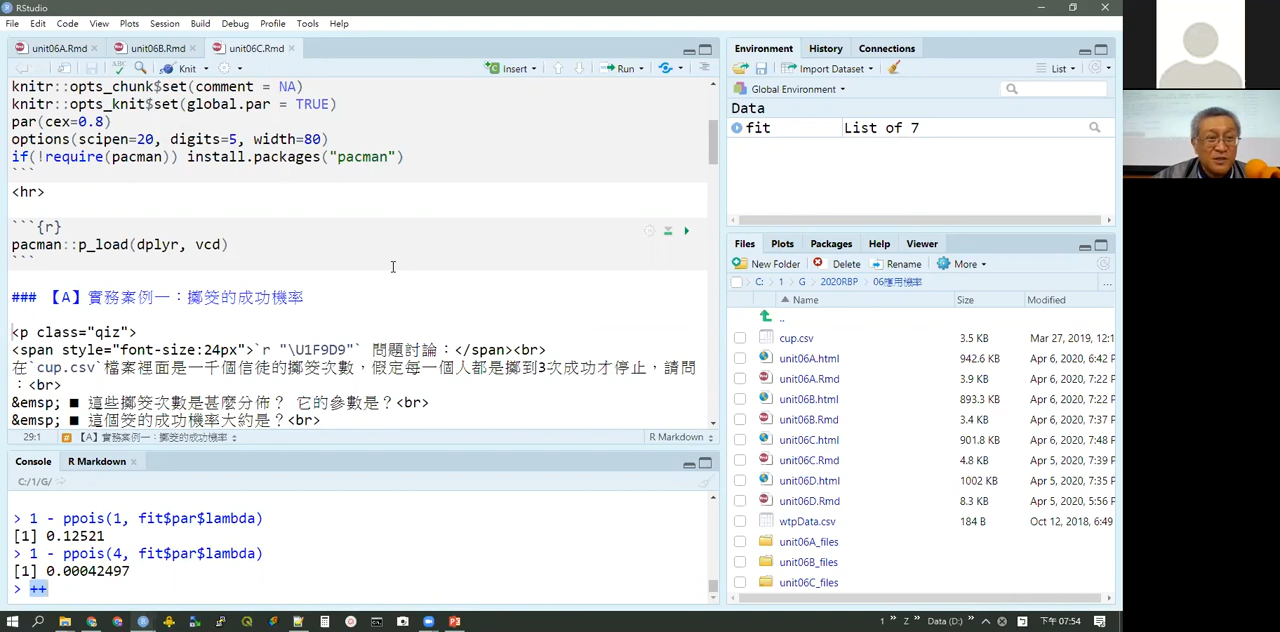 RStudio
File Edit Code View Plots Session Build Debug Profile Tools Help
unit06A.Rmd unit06B.Rmd unit06C.Rmd
ABC Knit Insert Run
knitr::opts_chunk$set(comment = NA)
knitr::opts_knit$set(global.par = TRUE)
par(cex=0.8)
options(scipen=20, digits=5, width=80)
if(!require(pacman)) install.packages("pacman")
```
<hr>
```{r}
pacman::p_load(dplyr, vcd)
```
### 【A】實務案例一：擲筊的成功機率
<p class="qiz">
<span style="font-size:24px">`r "\U1F9D9"` 問題討論：</span><br>
在`cup.csv`檔案裡面是一千個信徒的擲筊次數，假定每一個人都是擲到3次成功才停止，請問
：<br>
&emsp; ■ 這些擲筊次數是甚麼分佈？ 它的參數是？<br>
&emsp; ■ 這個筊的成功機率大約是？<br>
29:1 【A】實務案例一：擲筊的成功機率 R Markdown
Console R Markdown
C:/1/G/
> 1 - ppois(1, fit$par$lambda)
[1] 0.12521
> 1 - ppois(4, fit$par$lambda)
[1] 0.00042497
> ++
Environment History Connections
Import Dataset List
Global Environment
Data
fit List of 7
Files Plots Packages Help Viewer
New Folder Delete Rename More
C: 1 G 2020RBP 06應用機率 ...
Name Size Modified
..
cup.csv 3.5 KB Mar 27, 2019, 12:1
unit06A.html 942.6 KB Apr 6, 2020, 6:42 P
unit06A.Rmd 3.9 KB Apr 6, 2020, 7:22 P
unit06B.html 893.3 KB Apr 6, 2020, 7:22 P
unit06B.Rmd 3.4 KB Apr 6, 2020, 7:37 P
unit06C.html 901.8 KB Apr 6, 2020, 7:48 P
unit06C.Rmd 4.8 KB Apr 5, 2020, 7:39 P
unit06D.html 1002 KB Apr 5, 2020, 7:35 P
unit06D.Rmd 8.3 KB Apr 5, 2020, 5:56 P
wtpData.csv 184 B Oct 12, 2018, 6:49
unit06A_files
unit06B_files
unit06C_files
1 » Z » Data (D:) » 下午 07:54